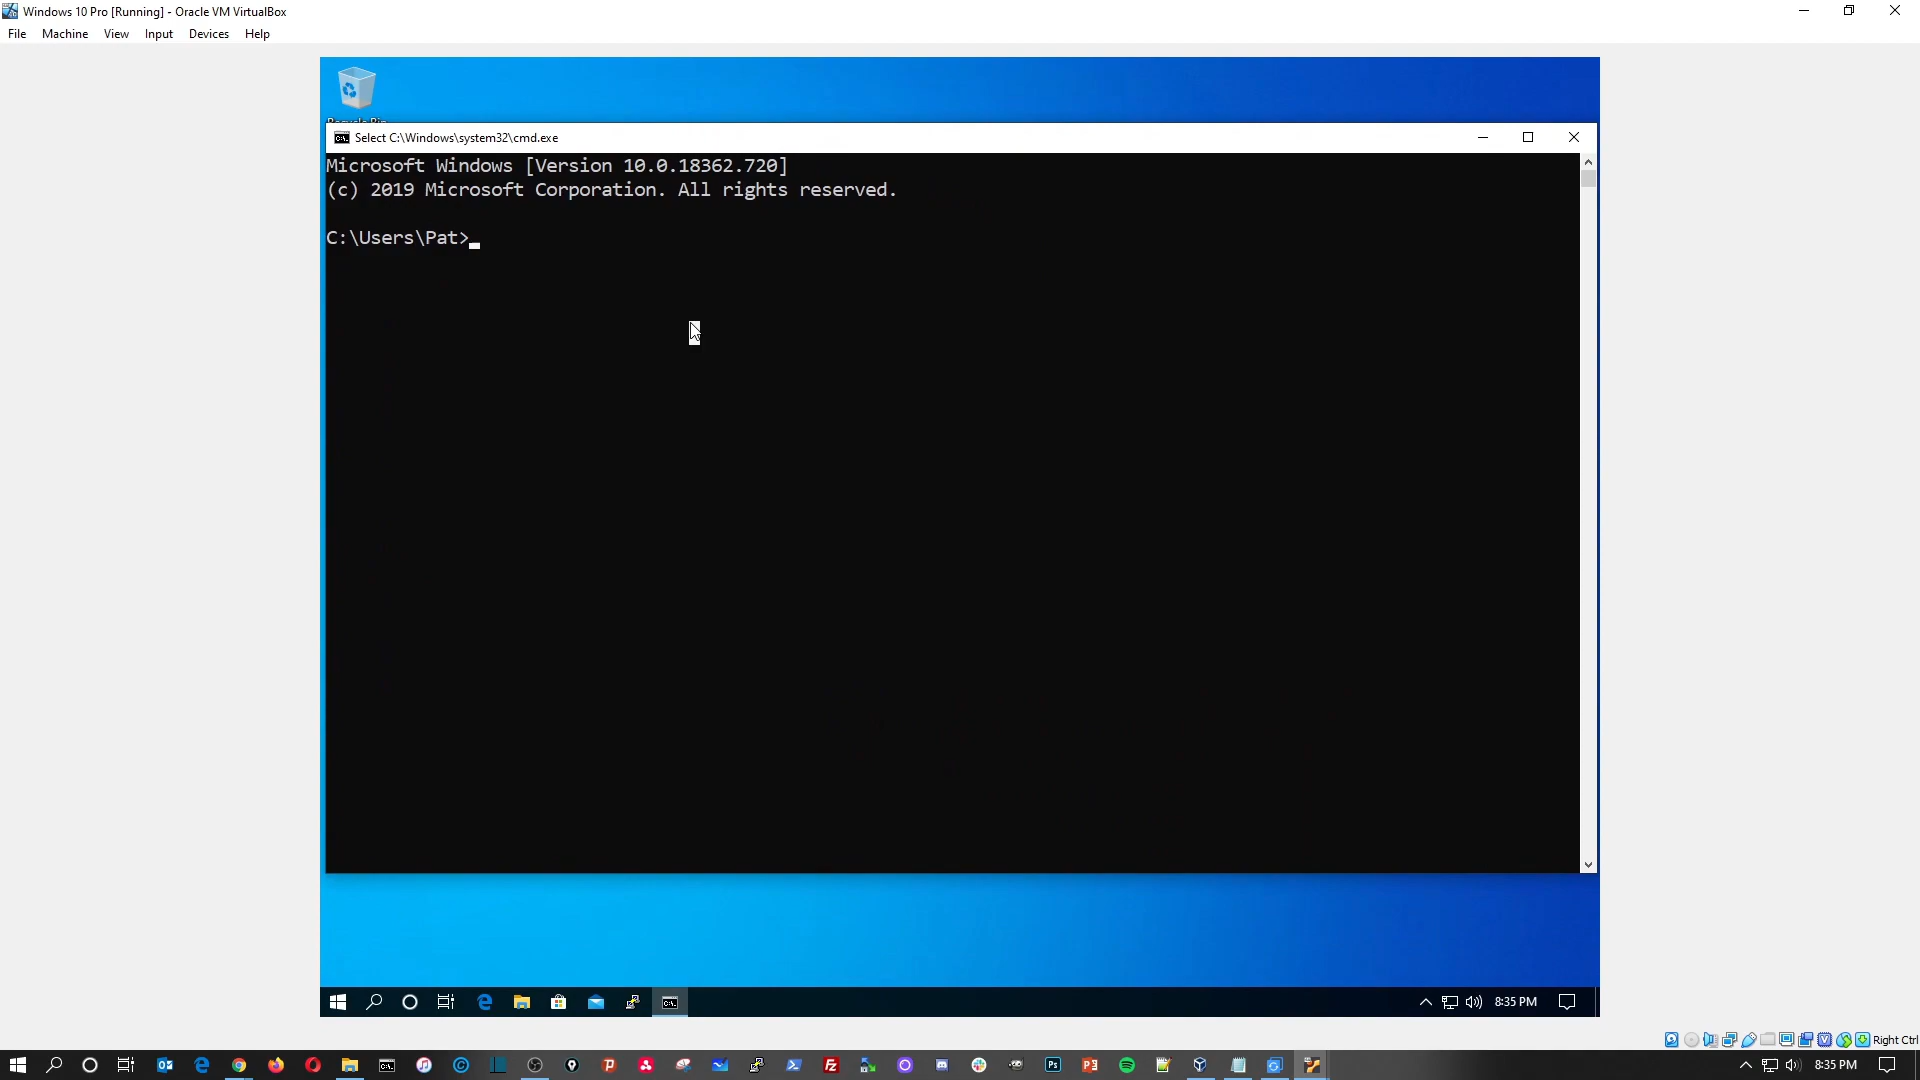 Windows 10 Pro [Running] - Oracle VM VirtualBox
File Machine View Input Devices Help
Recycle Bin
Select C:\Windows\system32\cmd.exe
Microsoft Windows [Version 10.0.18362.720]
(c) 2019 Microsoft Corporation. All rights reserved.
C:\Users\Pat>
8:35 PM
Right Ctrl
8:35 PM